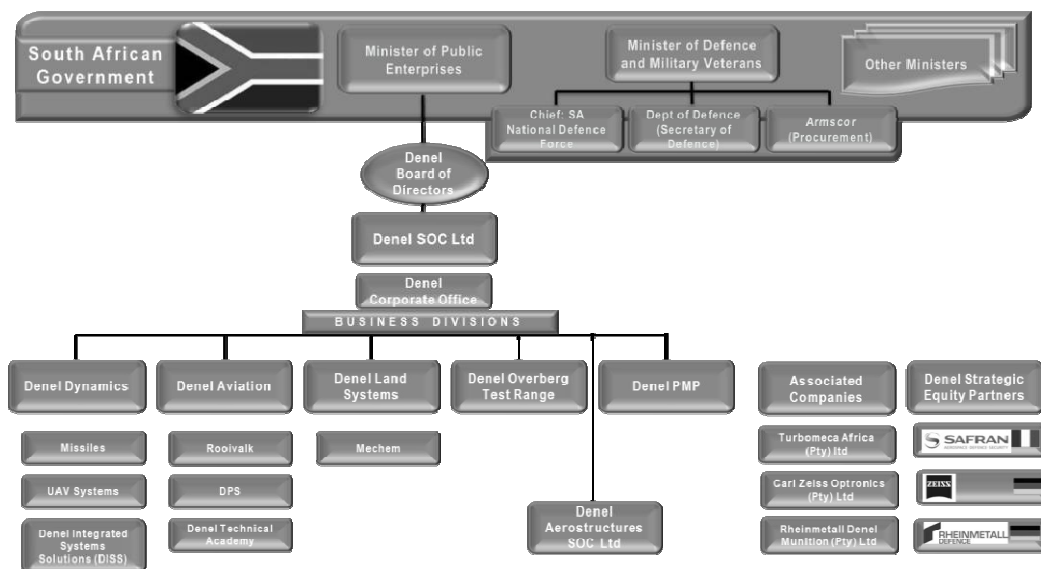 South African
Government
Minister of Public
Enterprises
Minister of Defence
and Military Veterans
Other Ministers
Chief: SA
National Defence
Force
Dept of Defence
(Secretary of
Defence)
Armscor
(Procurement)
Denel
Board of
Directors
Denel SOC Ltd
Denel
Corporate Office
BUSINESS DIVISIONS
Denel Dynamics
Denel Aviation
Denel Land
Systems
Denel Overberg
Test Range
Denel PMP
Associated
Companies
Denel Strategic
Equity Partners
Missiles
Rooivalk
Mechem
Turbomeca Africa
(Pty) ltd
SAFRAN
AEROSPACE DEFENCE SECURITY
UAV Systems
DPS
Carl Zeiss Optronics
(Pty) Ltd
ZEISS
Denel Integrated
Systems
Solutions (DISS)
Denel Technical
Academy
Denel
Aerostructures
SOC Ltd
Rheinmetall Denel
Munition (Pty) Ltd
RHEINMETALL
DEFENCE